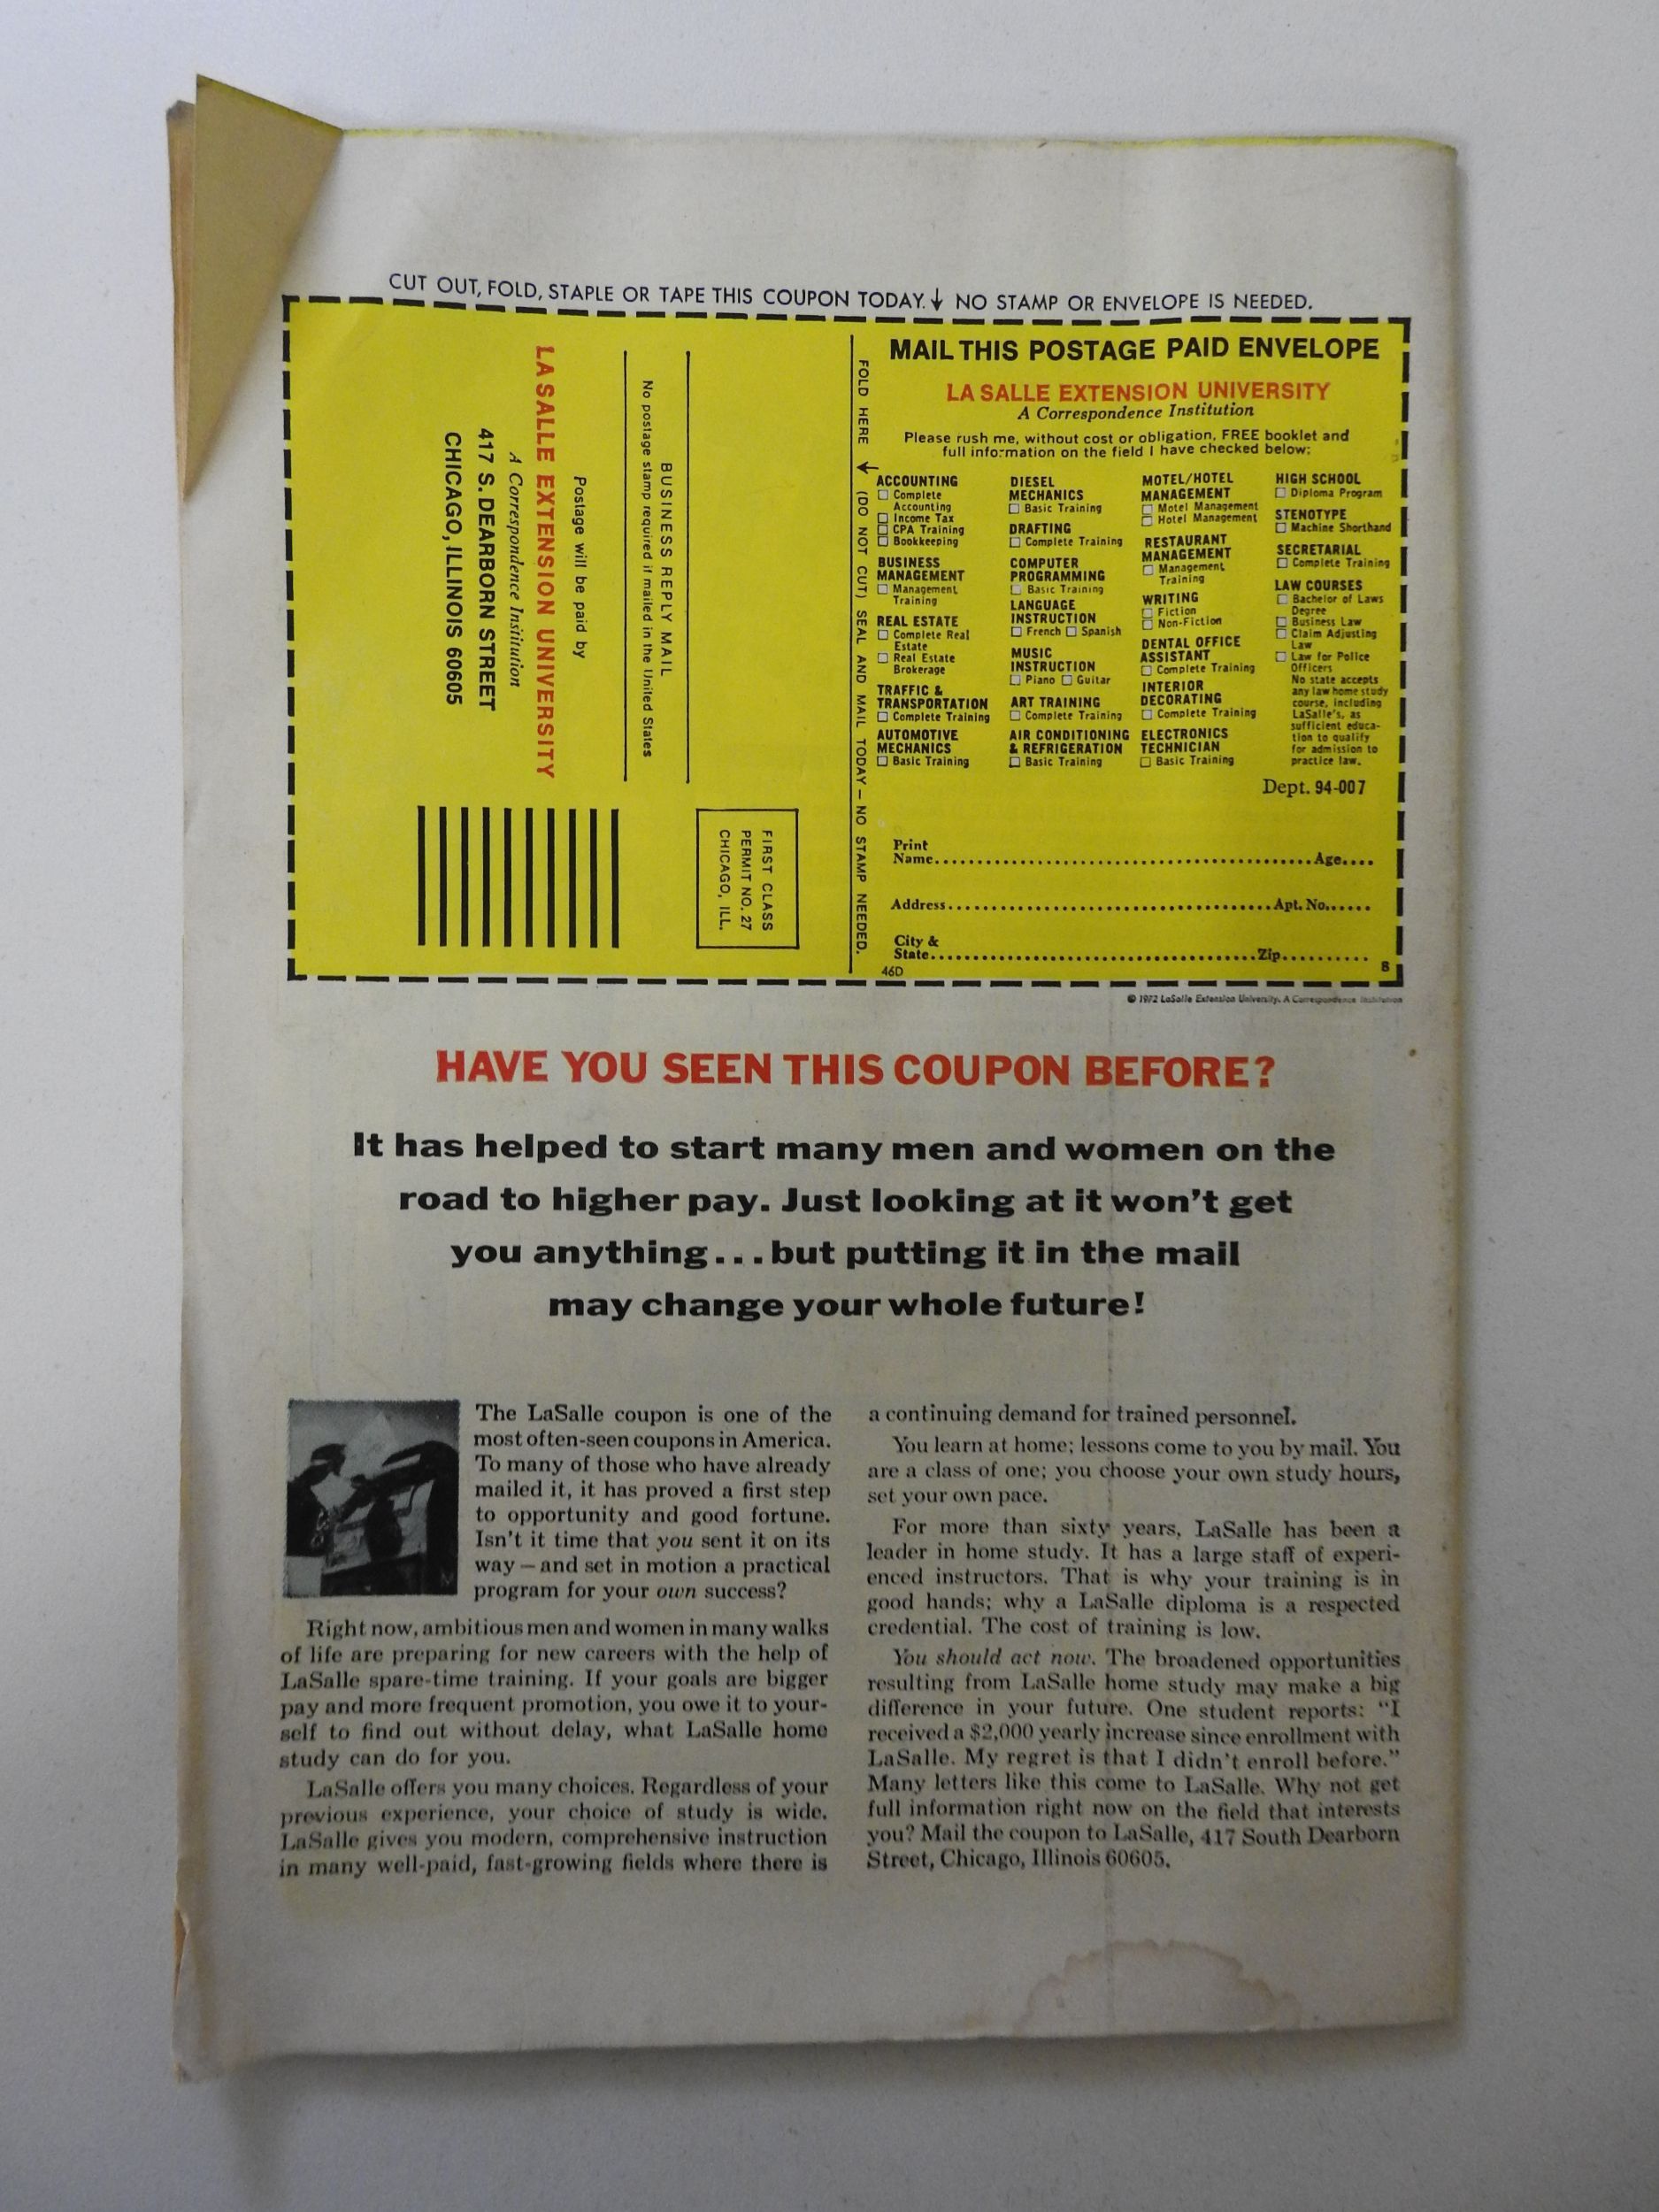 CUT OUT, FOLD, STAPLE OR TAPE THIS COUPON TODAY.↓ NO STAMP OR ENVELOPE IS NEEDED.
FIRST CLASS
PERMIT NO. 27
CHICAGO, ILL.
BUSINESS REPLY MAIL
No postage stamp required if mailed in the United States
Postage will be paid by
LA SALLE EXTENSION UNIVERSITY
A Correspondence Institution
417 S. DEARBORN STREET
CHICAGO, ILLINOIS 60605
FOLD HERE → (DO NOT CUT) SEAL AND MAIL TODAY — NO STAMP NEEDED.
MAIL THIS POSTAGE PAID ENVELOPE
LA SALLE EXTENSION UNIVERSITY
A Correspondence Institution
Please rush me, without cost or obligation, FREE booklet and
full information on the field I have checked below:
ACCOUNTING
☐ Complete
Accounting
☐ Income Tax
☐ CPA Training
☐ Bookkeeping
BUSINESS
MANAGEMENT
☐ Management
Training
REAL ESTATE
☐ Complete Real
Estate
☐ Real Estate
Brokerage
TRAFFIC &
TRANSPORTATION
☐ Complete Training
AUTOMOTIVE
MECHANICS
☐ Basic Training
DIESEL
MECHANICS
☐ Basic Training
DRAFTING
☐ Complete Training
COMPUTER
PROGRAMMING
☐ Basic Training
LANGUAGE
INSTRUCTION
☐ French ☐ Spanish
MUSIC
INSTRUCTION
☐ Piano ☐ Guitar
ART TRAINING
☐ Complete Training
AIR CONDITIONING
& REFRIGERATION
☐ Basic Training
MOTEL/HOTEL
MANAGEMENT
☐ Motel Management
☐ Hotel Management
RESTAURANT
MANAGEMENT
☐ Management
Training
WRITING
☐ Fiction
☐ Non-Fiction
DENTAL OFFICE
ASSISTANT
☐ Complete Training
INTERIOR
DECORATING
☐ Complete Training
ELECTRONICS
TECHNICIAN
☐ Basic Training
HIGH SCHOOL
☐ Diploma Program
STENOTYPE
☐ Machine Shorthand
SECRETARIAL
☐ Complete Training
LAW COURSES
☐ Bachelor of Laws
Degree
☐ Business Law
☐ Claim Adjusting
Law
☐ Law for Police
Officers
No state accepts
any law home study
course, including
LaSalle's, as
sufficient educa-
tion to qualify
for admission to
practice law.
Dept. 94-007
Print
Name.......... Age....
Address.......... Apt. No......
City &
State.......... Zip..........
46D 8
© 1972 LaSalle Extension University. A Correspondence Institution
HAVE YOU SEEN THIS COUPON BEFORE?
It has helped to start many men and women on the
road to higher pay. Just looking at it won't get
you anything...but putting it in the mail
may change your whole future!
The LaSalle coupon is one of the
most often-seen coupons in America.
To many of those who have already
mailed it, it has proved a first step
to opportunity and good fortune.
Isn't it time that you sent it on its
way – and set in motion a practical
program for your own success?
Right now, ambitious men and women in many walks
of life are preparing for new careers with the help of
LaSalle spare-time training. If your goals are bigger
pay and more frequent promotion, you owe it to your-
self to find out without delay, what LaSalle home
study can do for you.
LaSalle offers you many choices. Regardless of your
previous experience, your choice of study is wide.
LaSalle gives you modern, comprehensive instruction
in many well-paid, fast-growing fields where there is
a continuing demand for trained personnel.
You learn at home; lessons come to you by mail. You
are a class of one; you choose your own study hours,
set your own pace.
For more than sixty years, LaSalle has been a
leader in home study. It has a large staff of experi-
enced instructors. That is why your training is in
good hands; why a LaSalle diploma is a respected
credential. The cost of training is low.
You should act now. The broadened opportunities
resulting from LaSalle home study may make a big
difference in your future. One student reports: "I
received a $2,000 yearly increase since enrollment with
LaSalle. My regret is that I didn't enroll before."
Many letters like this come to LaSalle. Why not get
full information right now on the field that interests
you? Mail the coupon to LaSalle, 417 South Dearborn
Street, Chicago, Illinois 60605.